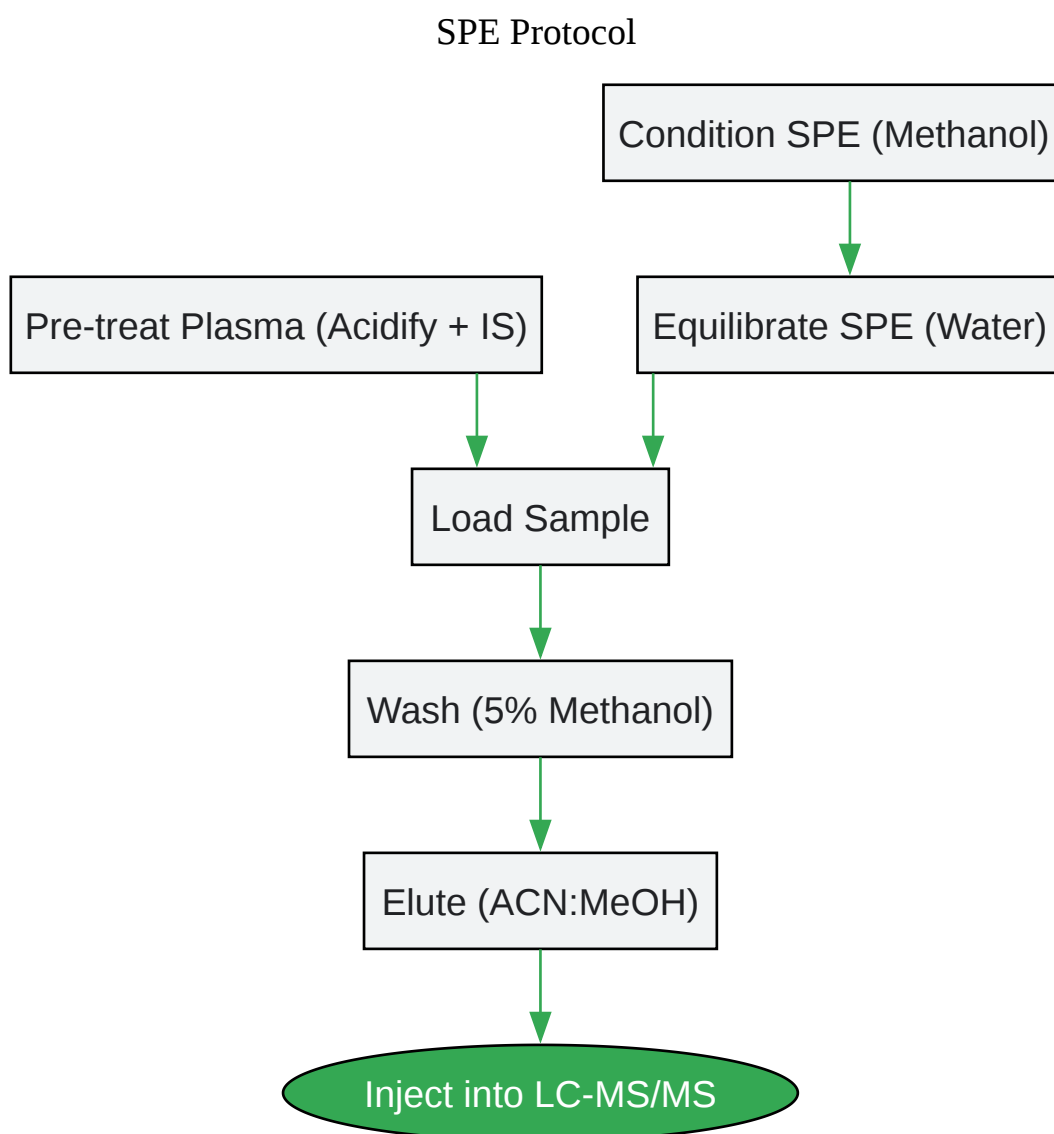 SPE Protocol
Condition SPE (Methanol)
Pre-treat Plasma (Acidify + IS)
Equilibrate SPE (Water)
Load Sample
Wash (5% Methanol)
Elute (ACN:MeOH)
Inject into LC-MS/MS